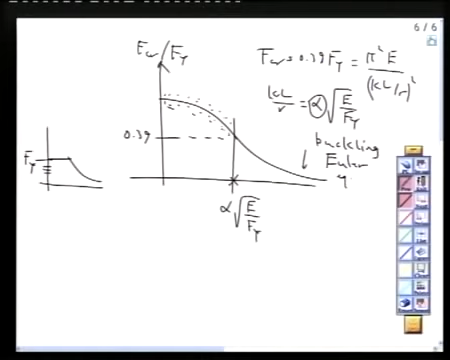 6/6
Fcr/Fy
Fcr = 0.39 Fy = π² E / (kL/r)²
kL/r = α √(E/Fy)
0.39
buckling
Euler
Fy
α √(E/Fy)